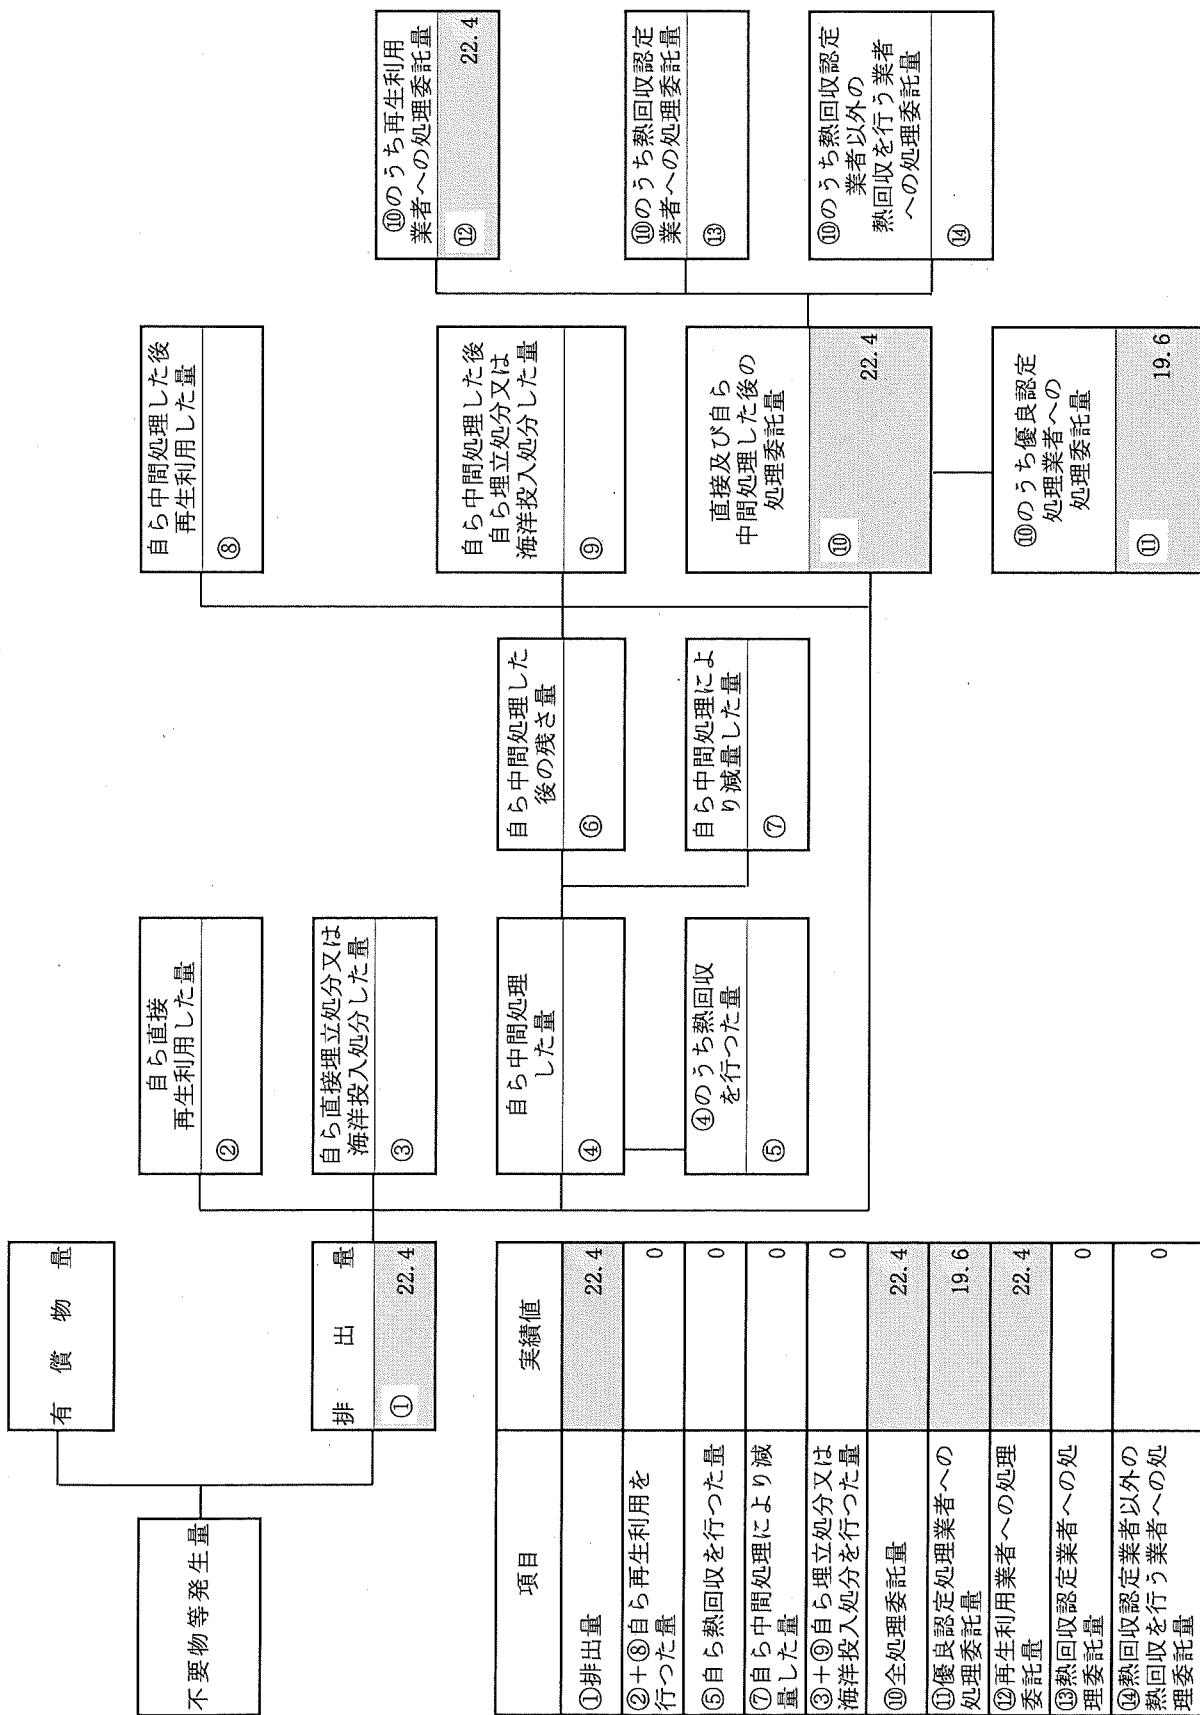 不要物等発生量
有償物量
排出量
①
22.4
自ら直接
再生利用した量
②
自ら直接埋立処分又は
海洋投入処分した量
③
自ら中間処理
した量
④
④のうち熱回収
を行つた量
⑤
自ら中間処理した
後の残さ量
⑥
自ら中間処理によ
り減量した量
⑦
自ら中間処理した後
再生利用した量
⑧
自ら中間処理した後
自ら埋立処分又は
海洋投入処分した量
⑨
直接及び自ら
中間処理した後の
処理委託量
⑩
22.4
⑩のうち優良認定
処理業者への
処理委託量
⑪
19.6
⑩のうち再生利用
業者への処理委託量
⑫
22.4
⑩のうち熱回収認定
業者への処理委託量
⑬
⑩のうち熱回収認定
業者以外の
熱回収を行う業者
への処理委託量
⑭
項目 実績値
①排出量 22.4
②+⑧自ら再生利用を
行つた量 0
⑤自ら熱回収を行つた量 0
⑦自ら中間処理により減
量した量 0
③+⑨自ら埋立処分又は
海洋投入処分を行つた量 0
⑩全処理委託量 22.4
⑪優良認定処理業者への
処理委託量 19.6
⑫再生利用業者への処理
委託量 22.4
⑬熱回収認定業者への処
理委託量 0
⑭熱回収認定業者以外の
熱回収を行う業者への処
理委託量 0